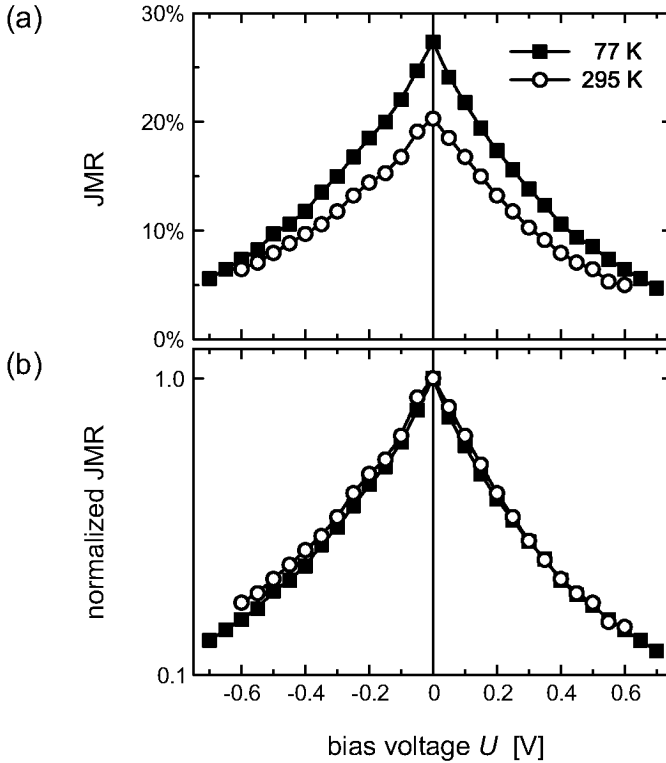 (a)
30%
20%
10%
0%
JMR
77 K
295 K
(b)
1.0
0.1
normalized JMR
-0.6 -0.4 -0.2 0 0.2 0.4 0.6
bias voltage U [V]